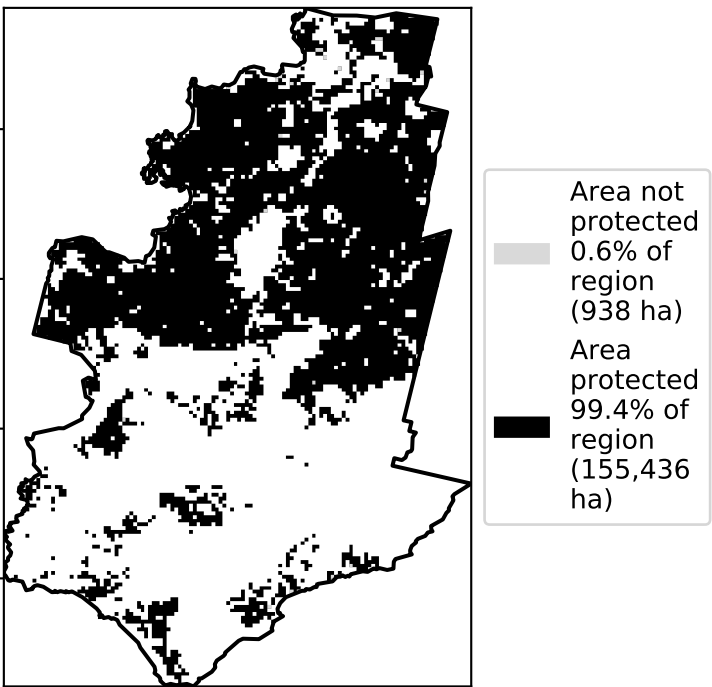 Area not
protected
0.6% of
region
(938 ha)
Area
protected
99.4% of
region
(155,436
ha)